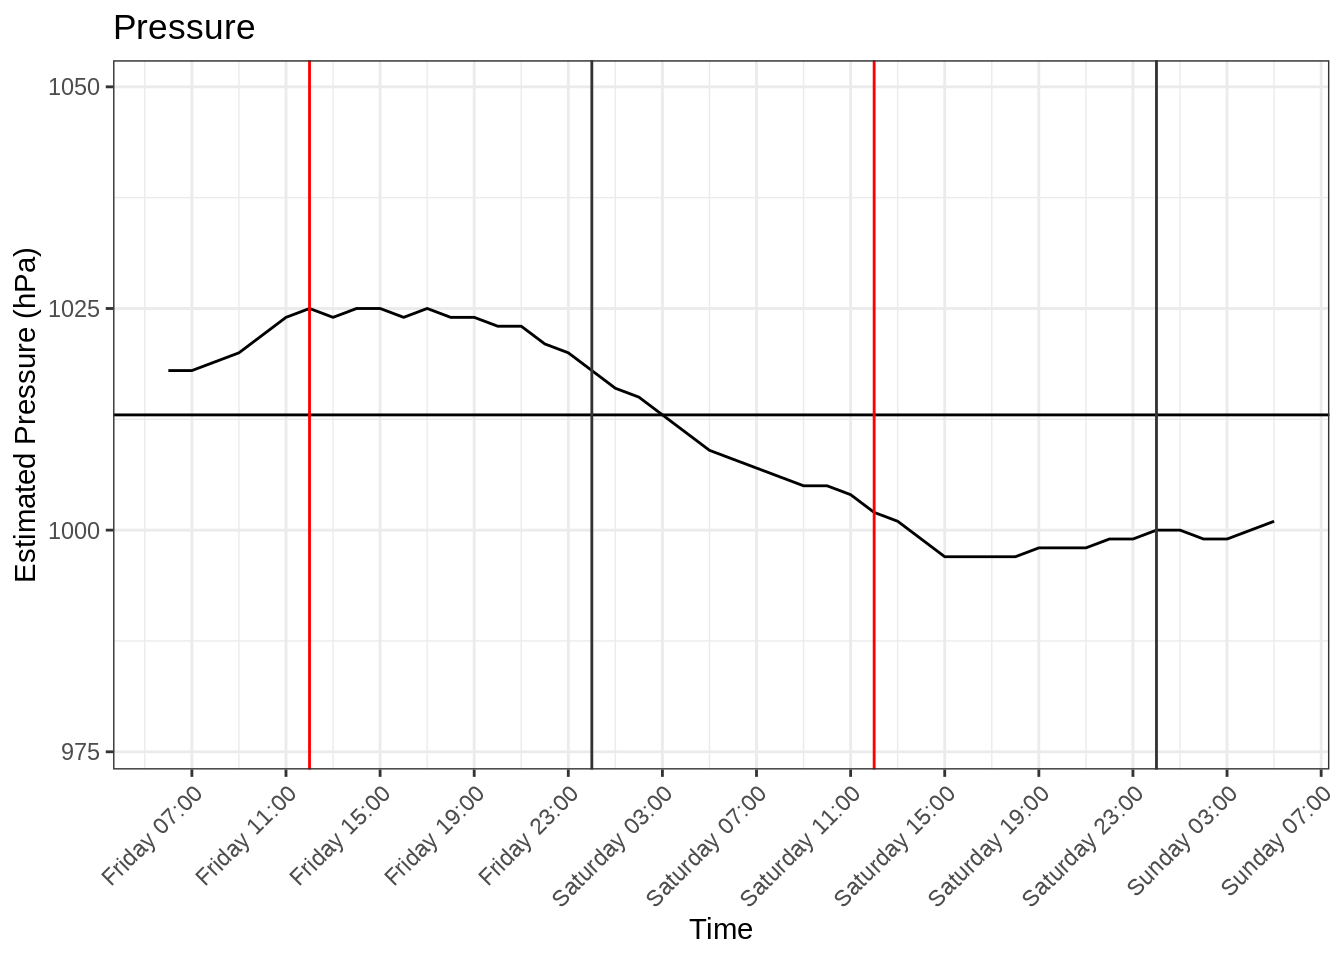 Pressure
Estimated Pressure (hPa)
1050
1025
1000
975
Friday 07:00
Friday 11:00
Friday 15:00
Friday 19:00
Friday 23:00
Saturday 03:00
Saturday 07:00
Saturday 11:00
Saturday 15:00
Saturday 19:00
Saturday 23:00
Sunday 03:00
Sunday 07:00
Time